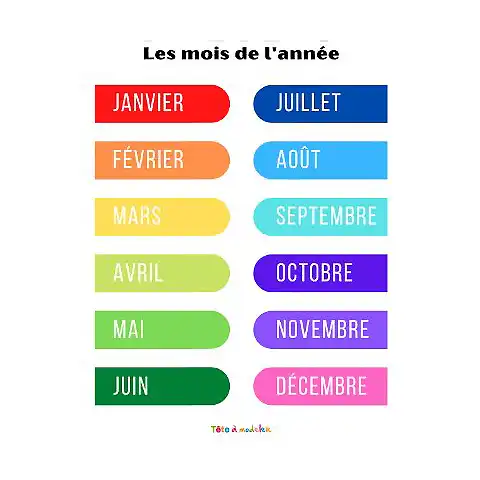 Les mois de l'année
JANVIER
FÉVRIER
MARS
AVRIL
MAI
JUIN
JUILLET
AOÛT
SEPTEMBRE
OCTOBRE
NOVEMBRE
DÉCEMBRE
Tête à modeler